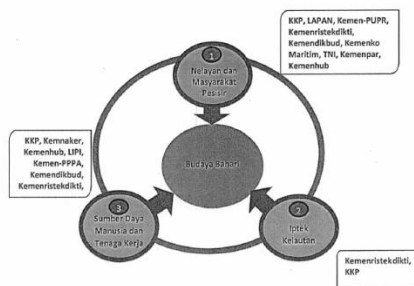 KKP, LAPAN, Kemen-PUPR,
Kemenristekdikti,
Kemendikbud, Kemenko
Maritim, TNI, Kemenpar,
Kemenhub
1
Nelayan dan
Masyarakat
Pesisir
KKP, Kemnaker,
Kemenhub, LIPI,
Kemen-PPPA,
Kemendikbud,
Kemenristekdikti,
Budaya Bahari
3
Sumber Daya
Manusia dan
Tenaga Kerja
2
Iptek
Kelautan
Kemenristekdikti,
KKP